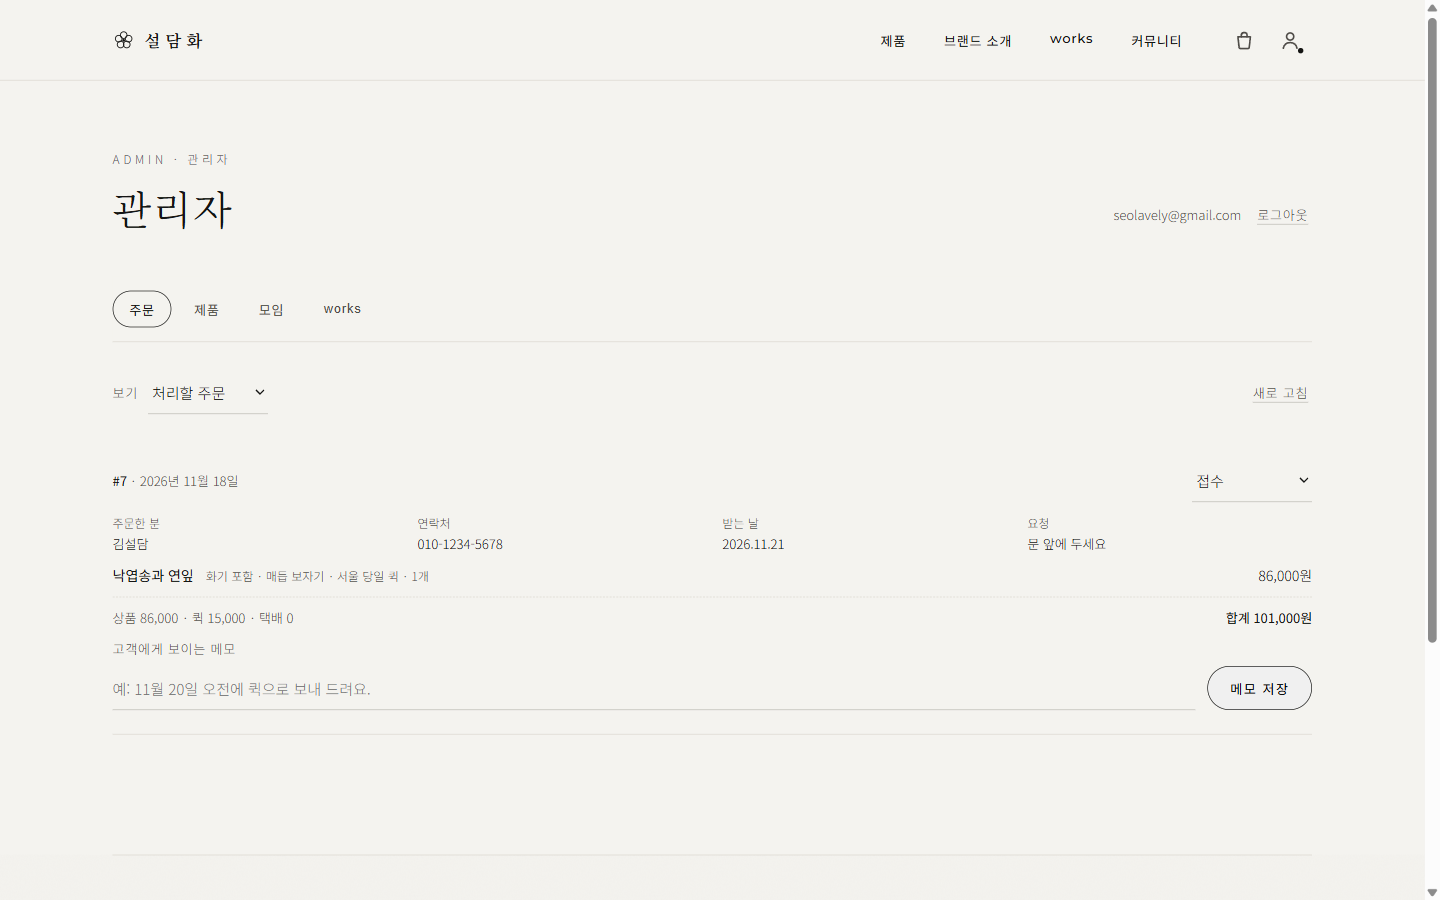 설담화
제품 브랜드 소개 works 커뮤니티
ADMIN · 관리자
관리자
seolavely@gmail.com 로그아웃
주문 제품 모임 works
보기 처리할 주문 새로 고침
#7 · 2026년 11월 18일 접수
주문한 분 연락처 받는 날 요청
김설담 010-1234-5678 2026.11.21 문 앞에 두세요
낙엽송과 연잎 화기 포함 · 매듭 보자기 · 서울 당일 퀵 · 1개 86,000원
상품 86,000 · 퀵 15,000 · 택배 0 합계 101,000원
고객에게 보이는 메모
예: 11월 20일 오전에 퀵으로 보내 드려요. 메모 저장